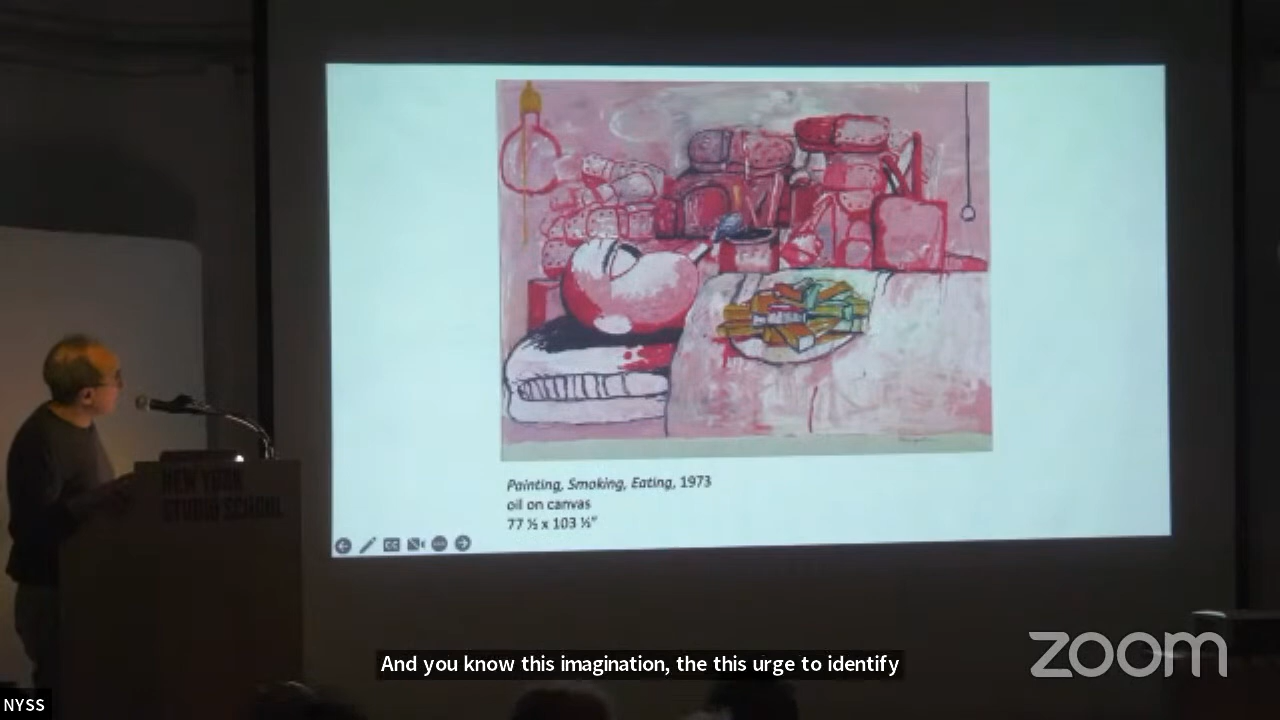 Painting, Smoking, Eating, 1973
oil on canvas
77 ½ x 103 ½"
NEW YORK
STUDIO SCHOOL
And you know this imagination, the this urge to identify
zoom
NYSS